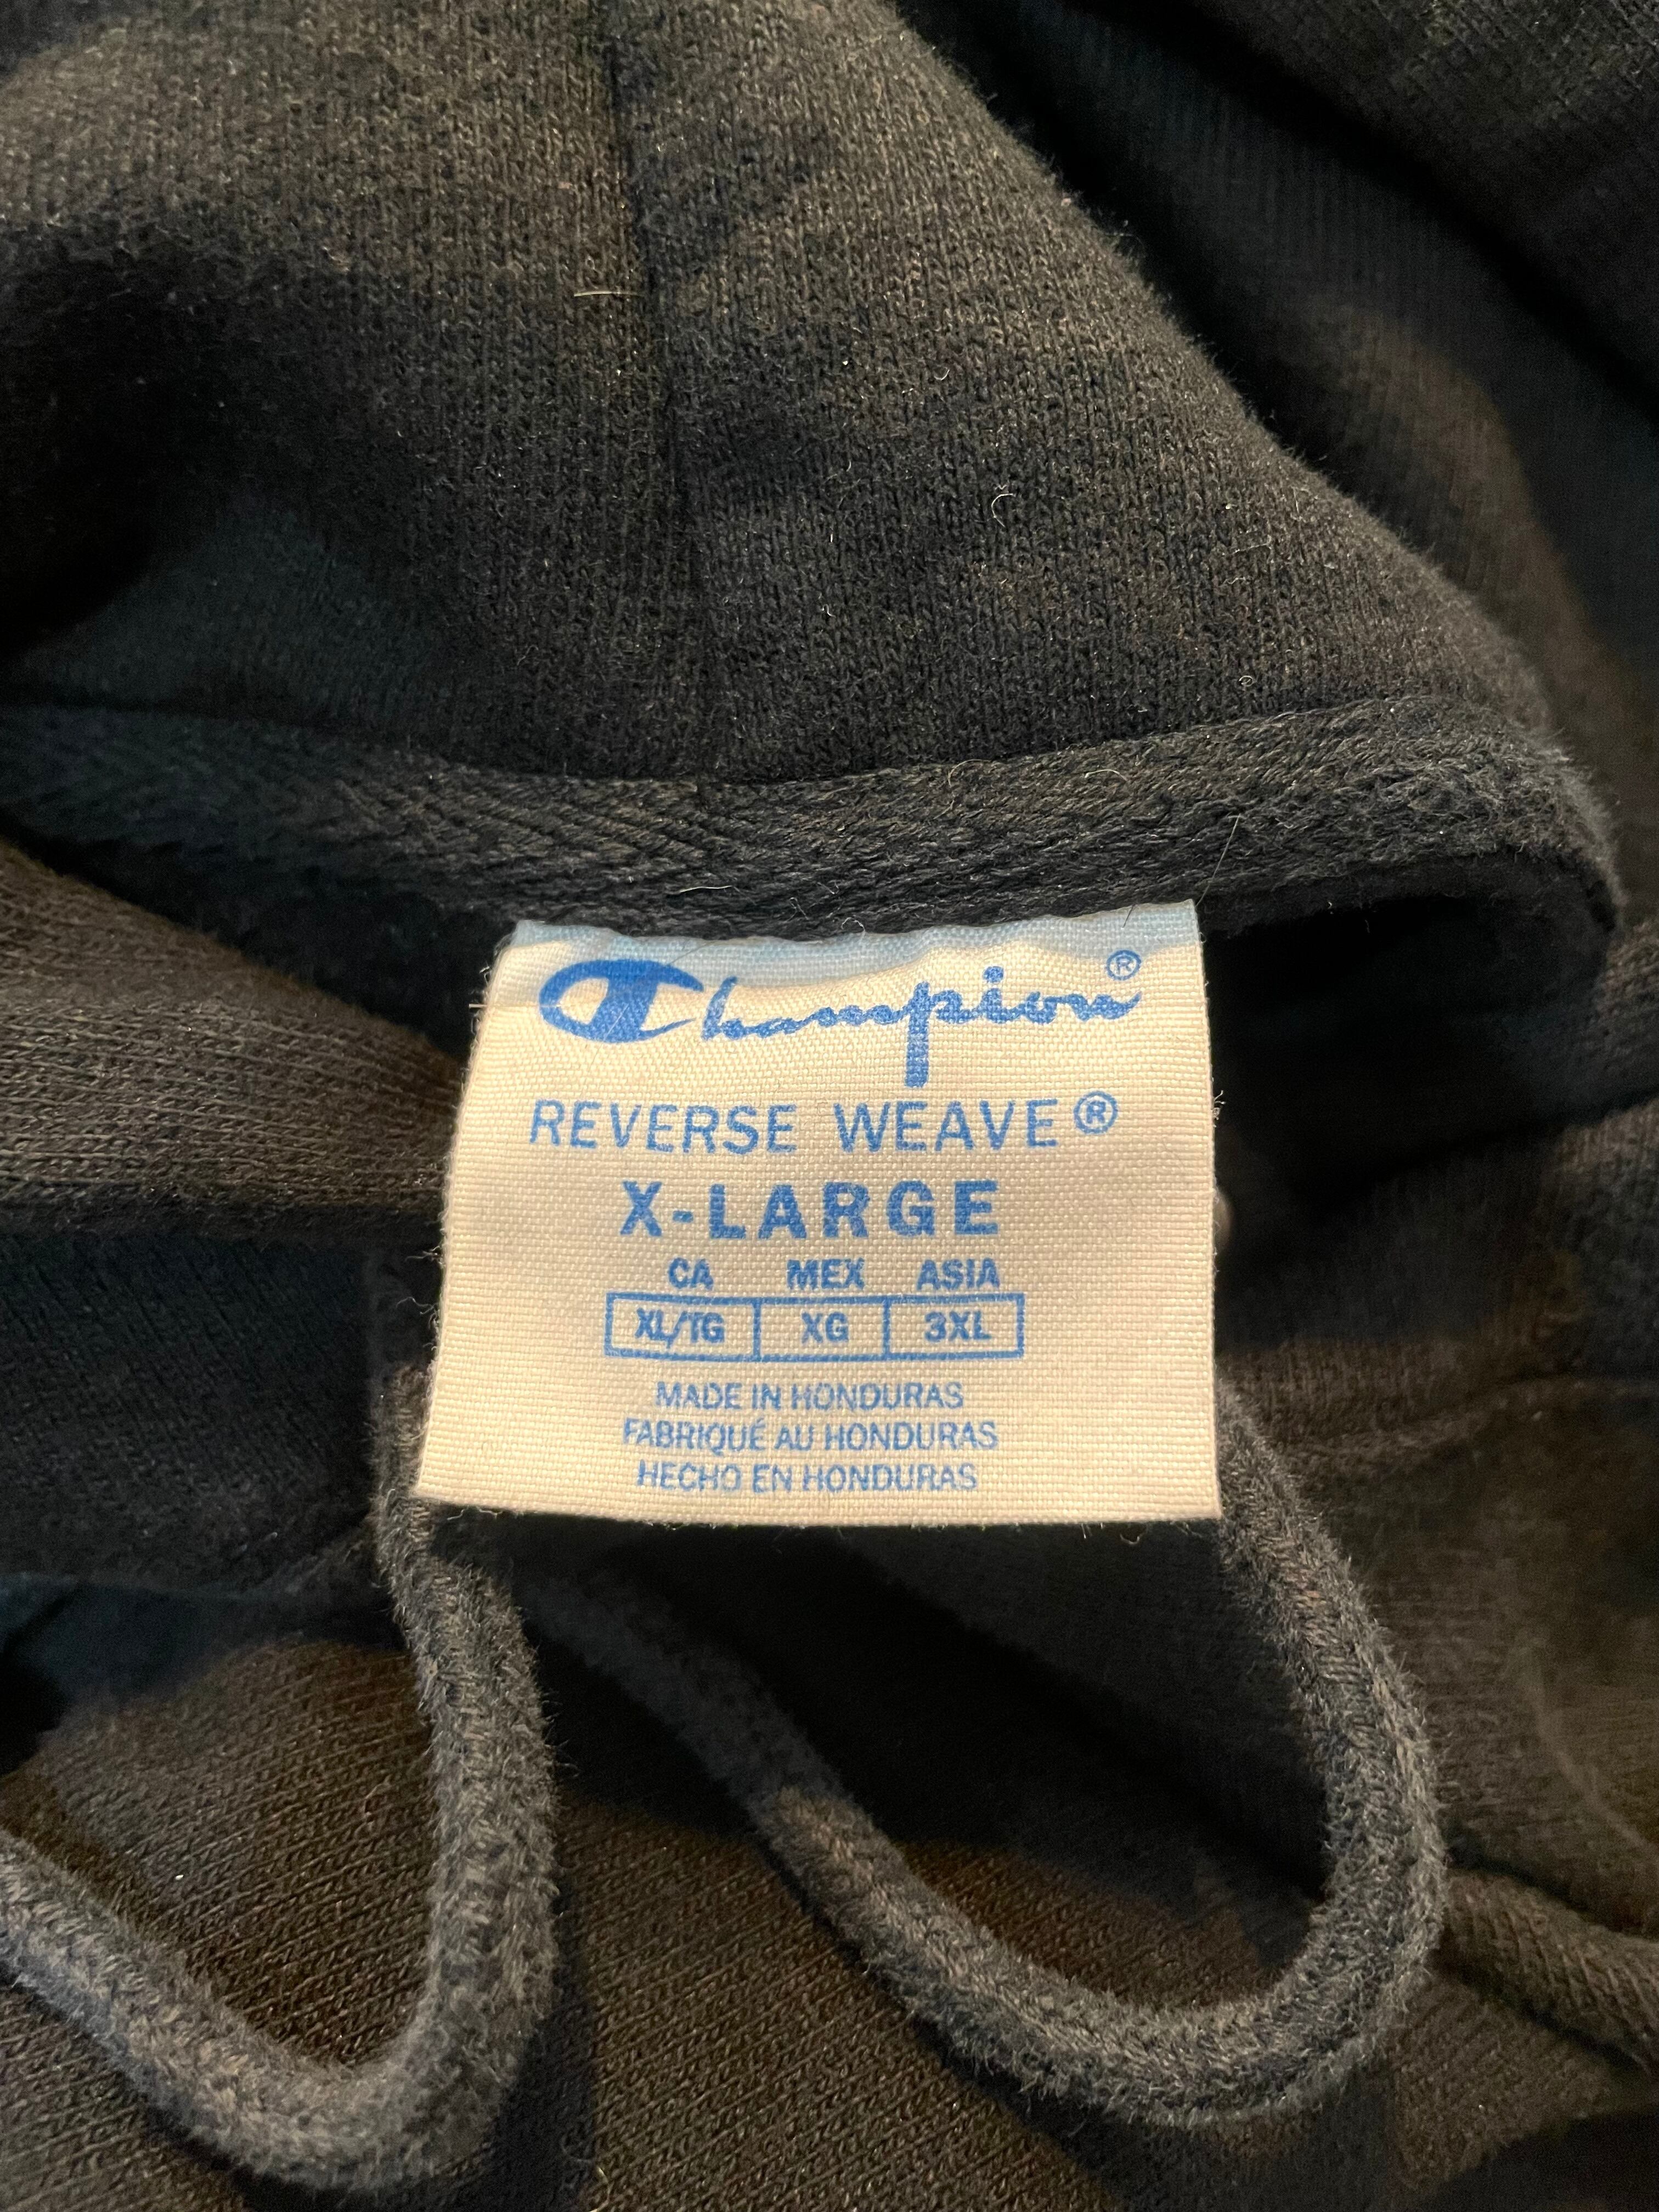 Champion®
REVERSE WEAVE®
X-LARGE
CA MEX ASIA
XL/TG XG 3XL
MADE IN HONDURAS
FABRIQUÉ AU HONDURAS
HECHO EN HONDURAS